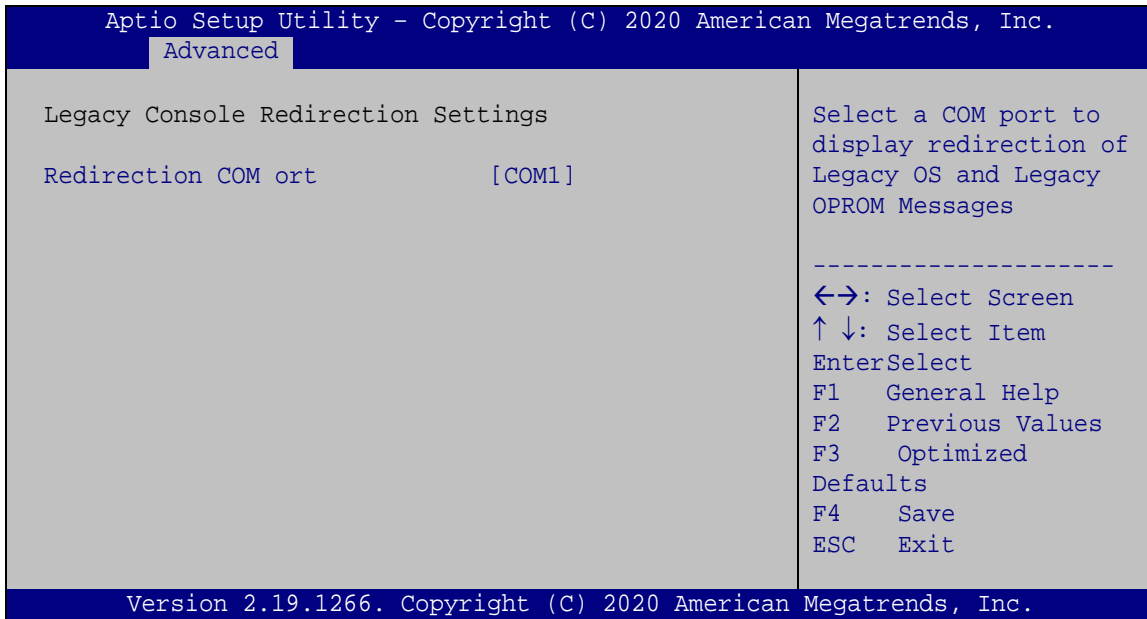 Aptio Setup Utility – Copyright (C) 2020 American Megatrends, Inc.
Advanced
Legacy Console Redirection Settings
Redirection COM ort [COM1]
Select a COM port to
display redirection of
Legacy OS and Legacy
OPROM Messages
---------------------
←→: Select Screen
↑ ↓: Select Item
EnterSelect
F1 General Help
F2 Previous Values
F3 Optimized
Defaults
F4 Save
ESC Exit
Version 2.19.1266. Copyright (C) 2020 American Megatrends, Inc.